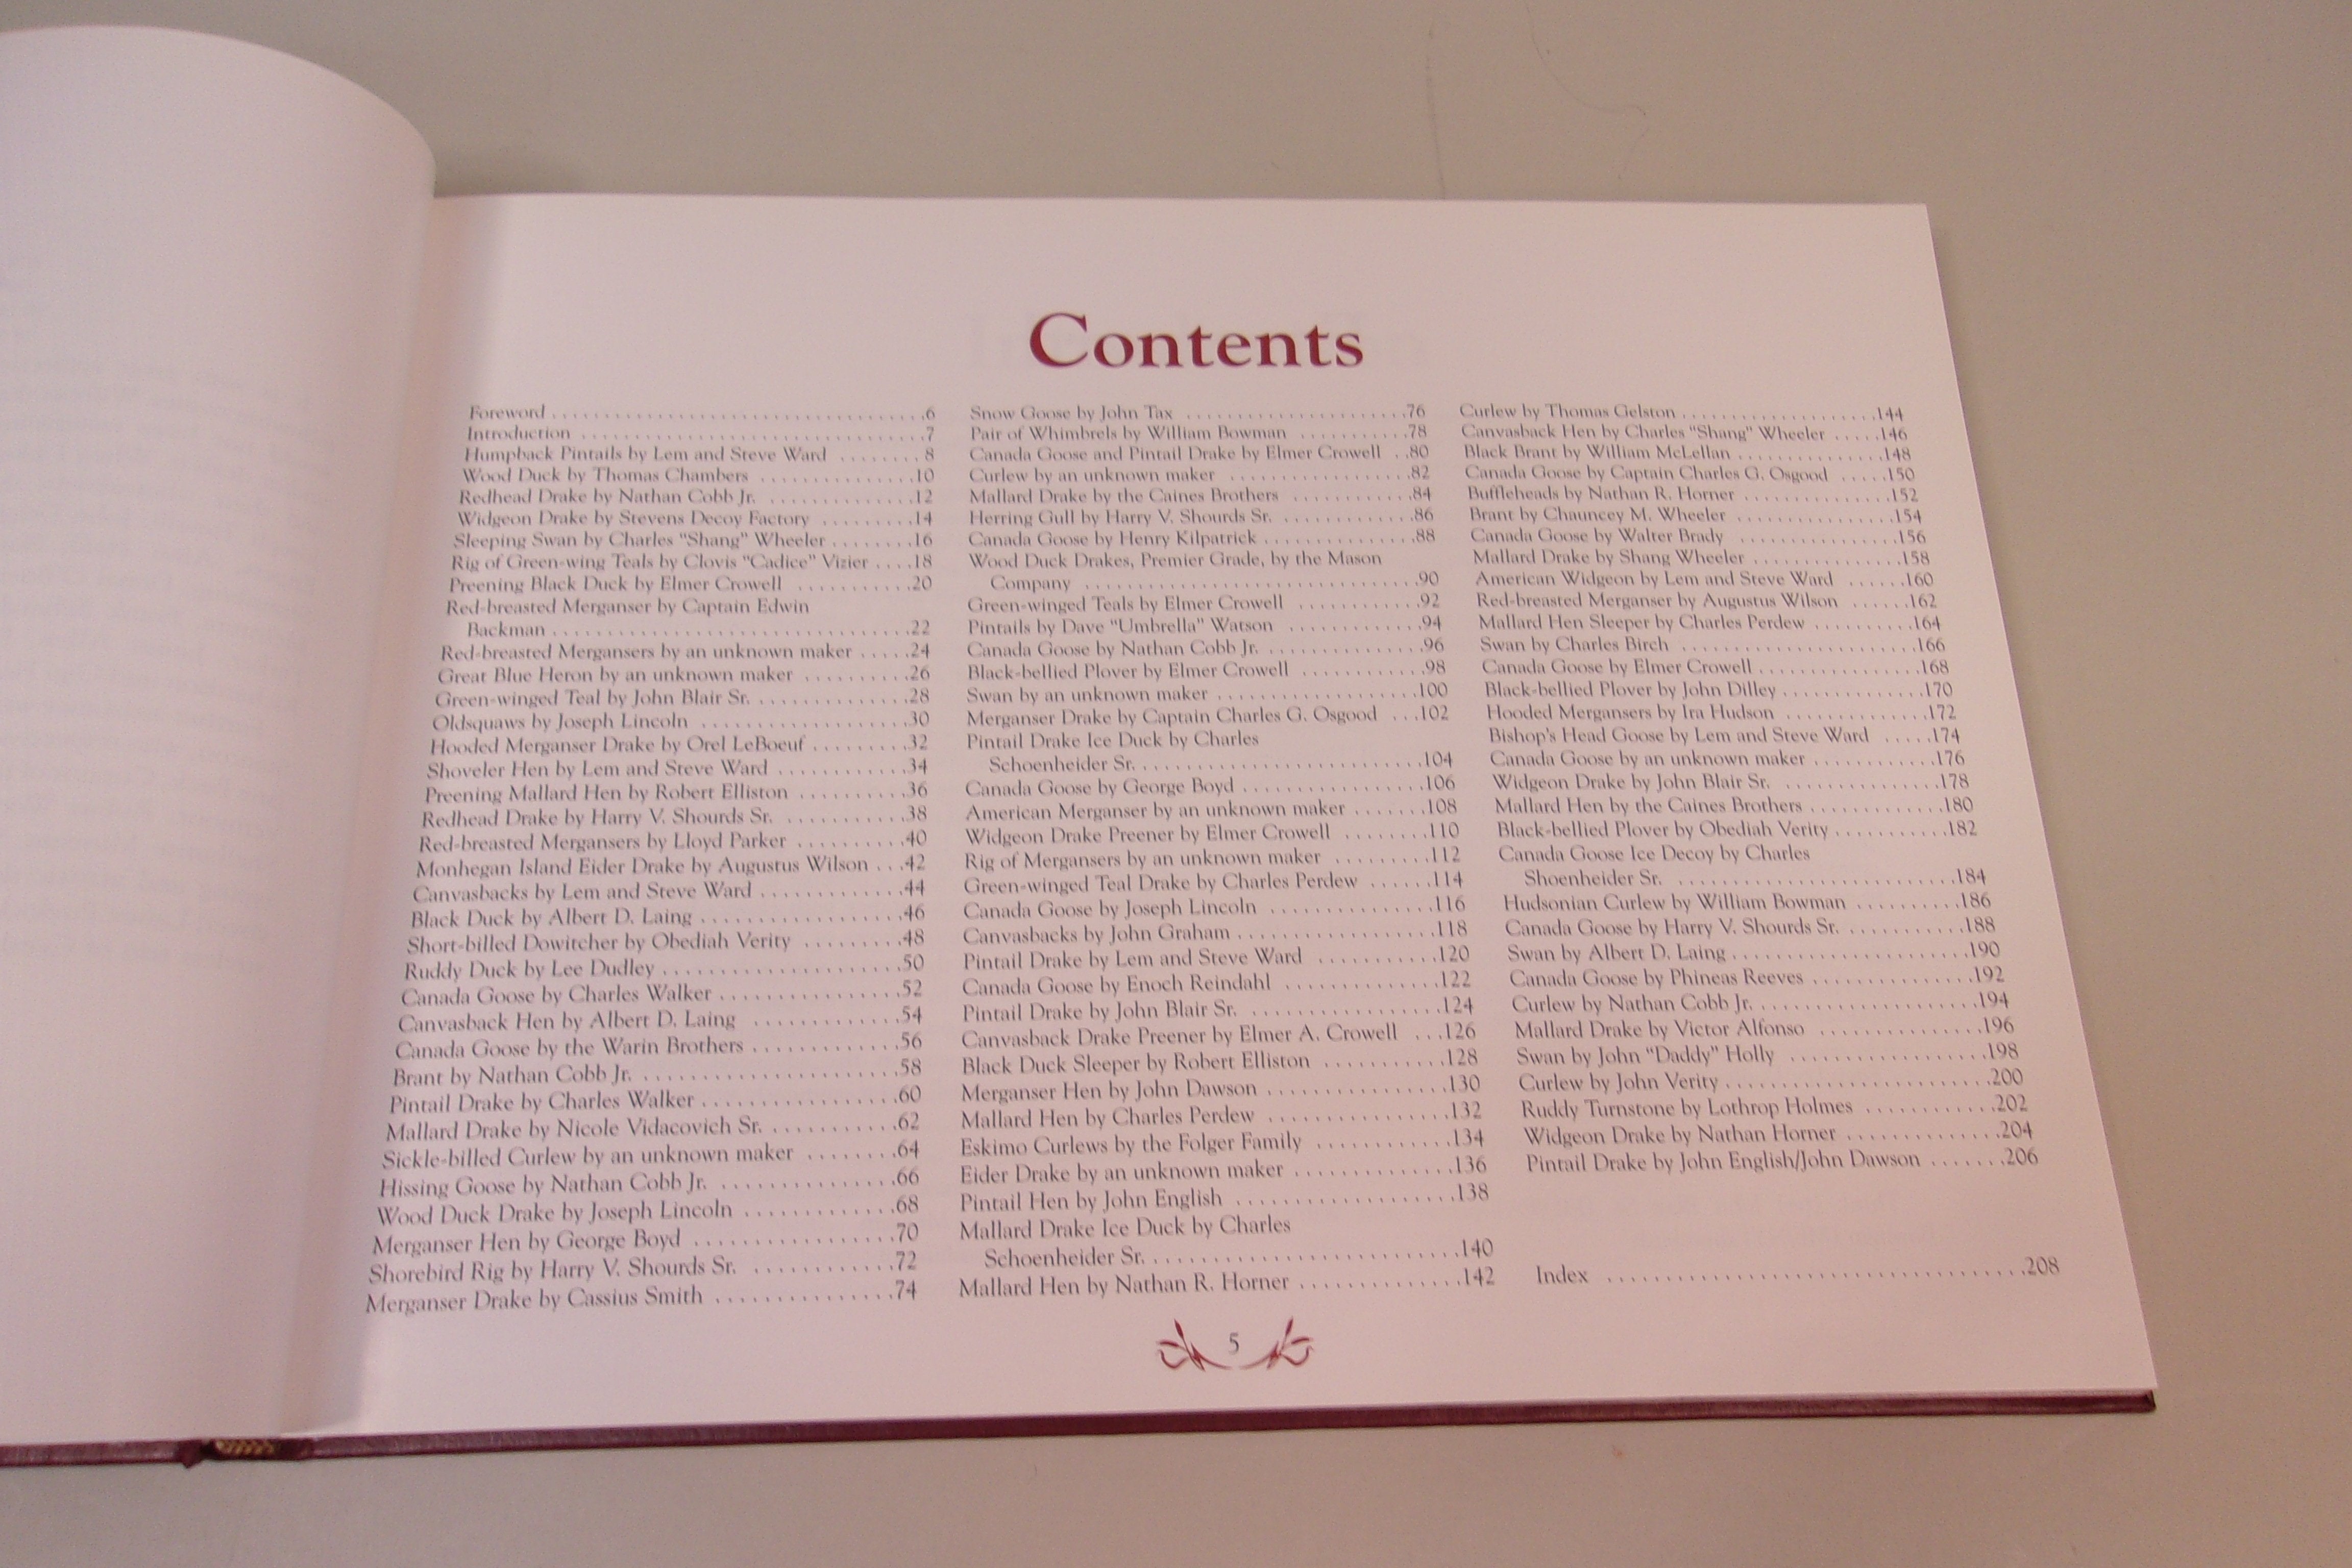 Contents
Foreword . . . . . . . . . . . . . . . . . . . . . . . . . . . . . . . . . . . .6
Introduction . . . . . . . . . . . . . . . . . . . . . . . . . . . . . . . . .7
Humpback Pintails by Lem and Steve Ward . . . . . . . . 8
Wood Duck by Thomas Chambers . . . . . . . . . . . . . . .10
Redhead Drake by Nathan Cobb Jr. . . . . . . . . . . . . . .12
Widgeon Drake by Stevens Decoy Factory . . . . . . . . .14
Sleeping Swan by Charles "Shang" Wheeler . . . . . . . .16
Rig of Green-wing Teals by Clovis "Cadice" Vizier . . . .18
Preening Black Duck by Elmer Crowell . . . . . . . . . . .20
Red-breasted Merganser by Captain Edwin
Backman . . . . . . . . . . . . . . . . . . . . . . . . . . . . . . . . . . .22
Red-breasted Mergansers by an unknown maker . . . . .24
Great Blue Heron by an unknown maker . . . . . . . . . .26
Green-winged Teal by John Blair Sr. . . . . . . . . . . . . . .28
Oldsquaws by Joseph Lincoln . . . . . . . . . . . . . . . . . . . .30
Hooded Merganser Drake by Orel LeBoeuf . . . . . . . . .32
Shoveler Hen by Lem and Steve Ward . . . . . . . . . . . .34
Preening Mallard Hen by Robert Elliston . . . . . . . . . .36
Redhead Drake by Harry V. Shourds Sr. . . . . . . . . . . .38
Red-breasted Mergansers by Lloyd Parker . . . . . . . . . .40
Monhegan Island Eider Drake by Augustus Wilson . . .42
Canvasbacks by Lem and Steve Ward . . . . . . . . . . . . .44
Black Duck by Albert D. Laing . . . . . . . . . . . . . . . . . .46
Short-billed Dowitcher by Obediah Verity . . . . . . . . .48
Ruddy Duck by Lee Dudley . . . . . . . . . . . . . . . . . . . . .50
Canada Goose by Charles Walker . . . . . . . . . . . . . . . .52
Canvasback Hen by Albert D. Laing . . . . . . . . . . . . .54
Canada Goose by the Warin Brothers . . . . . . . . . . . . .56
Brant by Nathan Cobb Jr. . . . . . . . . . . . . . . . . . . . . . .58
Pintail Drake by Charles Walker . . . . . . . . . . . . . . . . .60
Mallard Drake by Nicole Vidacovich Sr. . . . . . . . . . . .62
Sickle-billed Curlew by an unknown maker . . . . . . . .64
Hissing Goose by Nathan Cobb Jr. . . . . . . . . . . . . . . .66
Wood Duck Drake by Joseph Lincoln . . . . . . . . . . . . .68
Merganser Hen by George Boyd . . . . . . . . . . . . . . . . .70
Shorebird Rig by Harry V. Shourds Sr. . . . . . . . . . . . .72
Merganser Drake by Cassius Smith . . . . . . . . . . . . . . .74
Snow Goose by John Tax . . . . . . . . . . . . . . . . . . . . . .76
Pair of Whimbrels by William Bowman . . . . . . . . . . .78
Canada Goose and Pintail Drake by Elmer Crowell . .80
Curlew by an unknown maker . . . . . . . . . . . . . . . . . .82
Mallard Drake by the Caines Brothers . . . . . . . . . . . .84
Herring Gull by Harry V. Shourds Sr. . . . . . . . . . . . . .86
Canada Goose by Henry Kilpatrick . . . . . . . . . . . . . . .88
Wood Duck Drakes, Premier Grade, by the Mason
Company . . . . . . . . . . . . . . . . . . . . . . . . . . . . . . . . .90
Green-winged Teals by Elmer Crowell . . . . . . . . . . . .92
Pintails by Dave "Umbrella" Watson . . . . . . . . . . . . .94
Canada Goose by Nathan Cobb Jr. . . . . . . . . . . . . . . .96
Black-bellied Plover by Elmer Crowell . . . . . . . . . . . .98
Swan by an unknown maker . . . . . . . . . . . . . . . . . . .100
Merganser Drake by Captain Charles G. Osgood . . .102
Pintail Drake Ice Duck by Charles
Schoenheider Sr. . . . . . . . . . . . . . . . . . . . . . . . . . .104
Canada Goose by George Boyd . . . . . . . . . . . . . . . . .106
American Merganser by an unknown maker . . . . . . .108
Widgeon Drake Preener by Elmer Crowell . . . . . . . .110
Rig of Mergansers by an unknown maker . . . . . . . . .112
Green-winged Teal Drake by Charles Perdew . . . . . .114
Canada Goose by Joseph Lincoln . . . . . . . . . . . . . . .116
Canvasbacks by John Graham . . . . . . . . . . . . . . . . . .118
Pintail Drake by Lem and Steve Ward . . . . . . . . . . .120
Canada Goose by Enoch Reindahl . . . . . . . . . . . . . .122
Pintail Drake by John Blair Sr. . . . . . . . . . . . . . . . . .124
Canvasback Drake Preener by Elmer A. Crowell . . .126
Black Duck Sleeper by Robert Elliston . . . . . . . . . . .128
Merganser Hen by John Dawson . . . . . . . . . . . . . . . .130
Mallard Hen by Charles Perdew . . . . . . . . . . . . . . . .132
Eskimo Curlews by the Folger Family . . . . . . . . . . . .134
Eider Drake by an unknown maker . . . . . . . . . . . . . .136
Pintail Hen by John English . . . . . . . . . . . . . . . . . . .138
Mallard Drake Ice Duck by Charles
Schoenheider Sr. . . . . . . . . . . . . . . . . . . . . . . . . . .140
Mallard Hen by Nathan R. Horner . . . . . . . . . . . . . .142
Curlew by Thomas Gelston . . . . . . . . . . . . . . . . . . . .144
Canvasback Hen by Charles "Shang" Wheeler . . . . .146
Black Brant by William McLellan . . . . . . . . . . . . . . .148
Canada Goose by Captain Charles G. Osgood . . . . .150
Buffleheads by Nathan R. Horner . . . . . . . . . . . . . . .152
Brant by Chauncey M. Wheeler . . . . . . . . . . . . . . . .154
Canada Goose by Walter Brady . . . . . . . . . . . . . . . .156
Mallard Drake by Shang Wheeler . . . . . . . . . . . . . . .158
American Widgeon by Lem and Steve Ward . . . . . .160
Red-breasted Merganser by Augustus Wilson . . . . . .162
Mallard Hen Sleeper by Charles Perdew . . . . . . . . . .164
Swan by Charles Birch . . . . . . . . . . . . . . . . . . . . . . .166
Canada Goose by Elmer Crowell . . . . . . . . . . . . . . . .168
Black-bellied Plover by John Dilley . . . . . . . . . . . . . .170
Hooded Mergansers by Ira Hudson . . . . . . . . . . . . . .172
Bishop's Head Goose by Lem and Steve Ward . . . . .174
Canada Goose by an unknown maker . . . . . . . . . . . .176
Widgeon Drake by John Blair Sr. . . . . . . . . . . . . . . .178
Mallard Hen by the Caines Brothers . . . . . . . . . . . . .180
Black-bellied Plover by Obediah Verity . . . . . . . . . . .182
Canada Goose Ice Decoy by Charles
Shoenheider Sr. . . . . . . . . . . . . . . . . . . . . . . . . . .184
Hudsonian Curlew by William Bowman . . . . . . . . . .186
Canada Goose by Harry V. Shourds Sr. . . . . . . . . . . .188
Swan by Albert D. Laing . . . . . . . . . . . . . . . . . . . . . .190
Canada Goose by Phineas Reeves . . . . . . . . . . . . . . .192
Curlew by Nathan Cobb Jr. . . . . . . . . . . . . . . . . . . .194
Mallard Drake by Victor Alfonso . . . . . . . . . . . . . . .196
Swan by John "Daddy" Holly . . . . . . . . . . . . . . . . . .198
Curlew by John Verity . . . . . . . . . . . . . . . . . . . . . . . .200
Ruddy Turnstone by Lothrop Holmes . . . . . . . . . . . .202
Widgeon Drake by Nathan Horner . . . . . . . . . . . . . .204
Pintail Drake by John English/John Dawson . . . . . . .206
Index . . . . . . . . . . . . . . . . . . . . . . . . . . . . . . . . . . .208
5